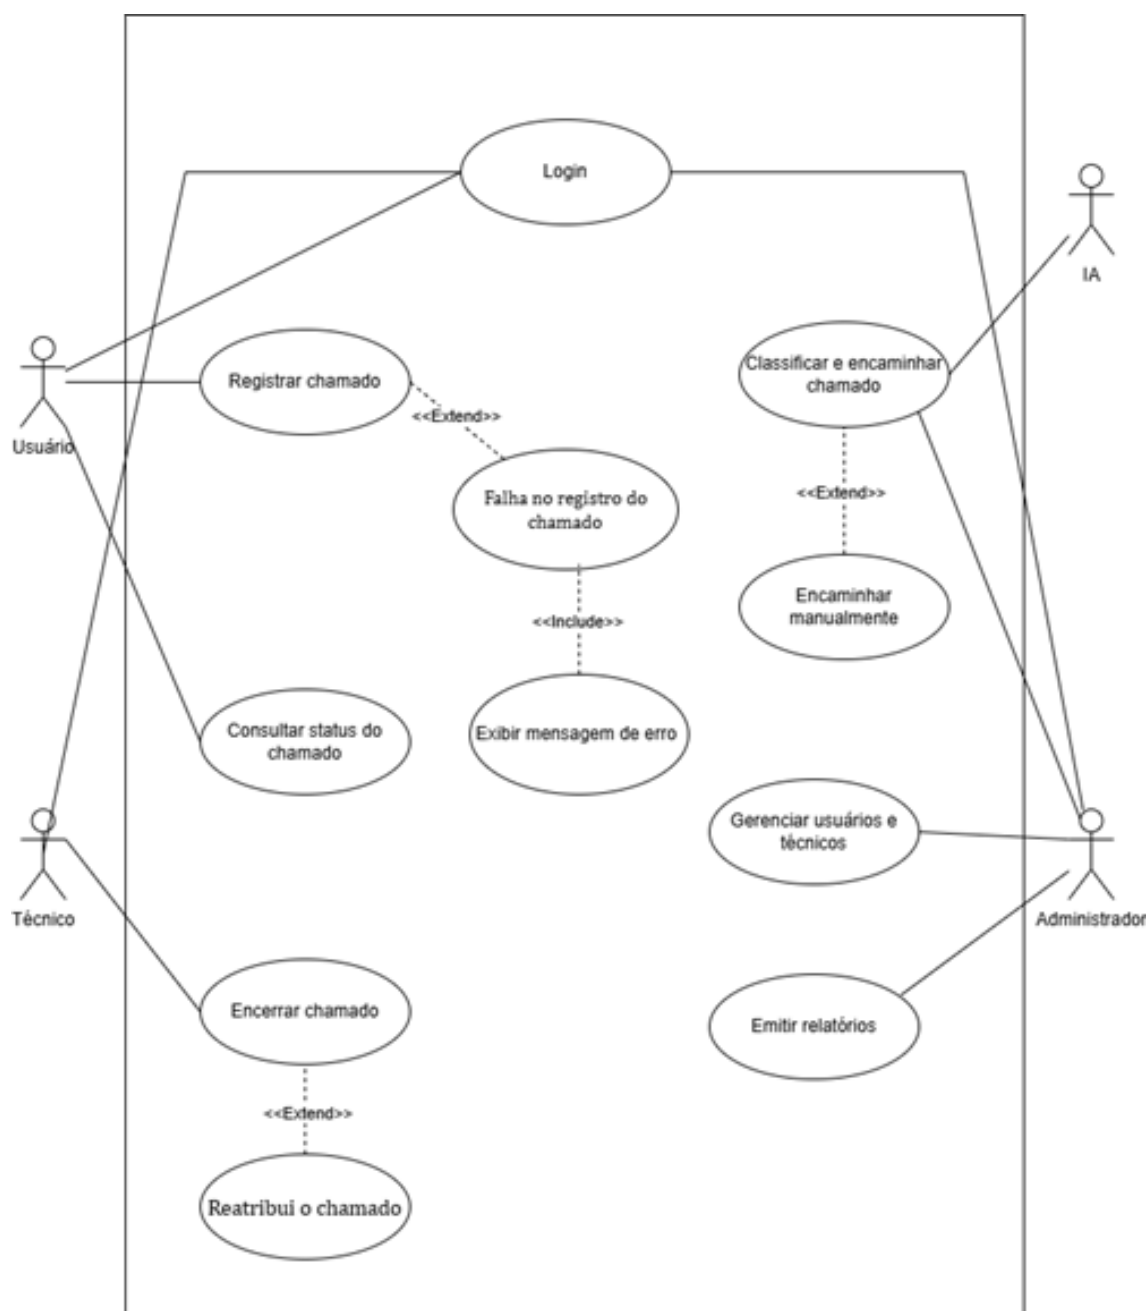 Login
IA
Classificar e encaminhar
chamado
Registrar chamado
<<Extend>>
Usuário
Falha no registro do
chamado
<<Extend>>
Encaminhar
manualmente
<<Include>>
Consultar status do
chamado
Exibir mensagem de erro
Gerenciar usuários e
técnicos
Técnico
Administrador
Encerrar chamado
Emitir relatórios
<<Extend>>
Reatribui o chamado